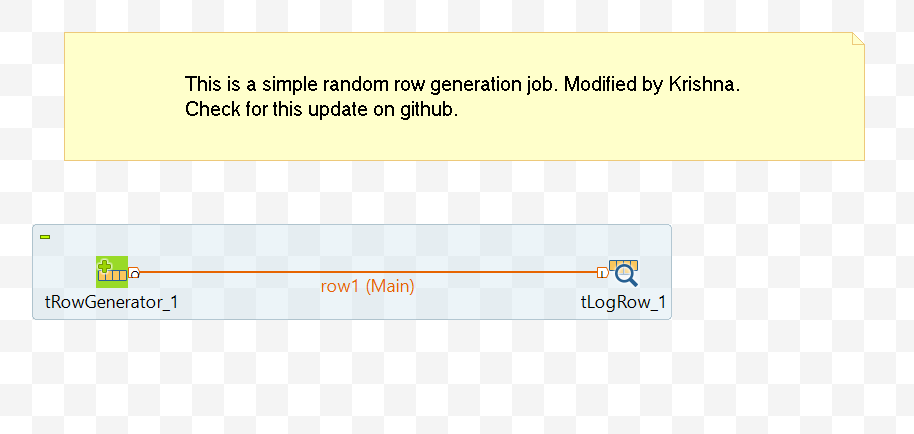 This is a simple random row generation job. Modified by Krishna.
Check for this update on github.
row1 (Main)
tRowGenerator_1
tLogRow_1